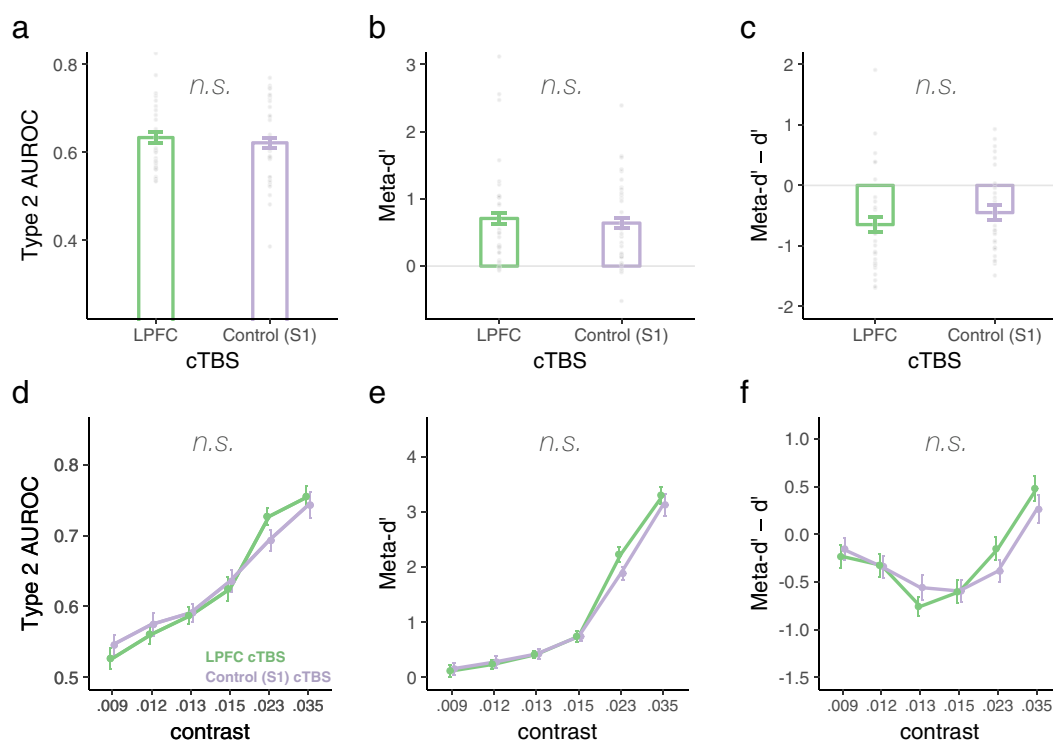 a
b
c
Type 2 AUROC
0.8
0.6
0.4
n.s.
LPFC
Control (S1)
cTBS
Meta-d'
3
2
1
0
n.s.
LPFC
Control (S1)
cTBS
Meta-d' – d'
2
1
0
-1
-2
n.s.
LPFC
Control (S1)
cTBS
d
e
f
Type 2 AUROC
0.8
0.7
0.6
0.5
n.s.
LPFC cTBS
Control (S1) cTBS
.009 .012 .013 .015 .023 .035
contrast
Meta-d'
4
3
2
1
0
n.s.
.009 .012 .013 .015 .023 .035
contrast
Meta-d' – d'
1.0
0.5
0.0
-0.5
-1.0
-1.5
n.s.
.009 .012 .013 .015 .023 .035
contrast